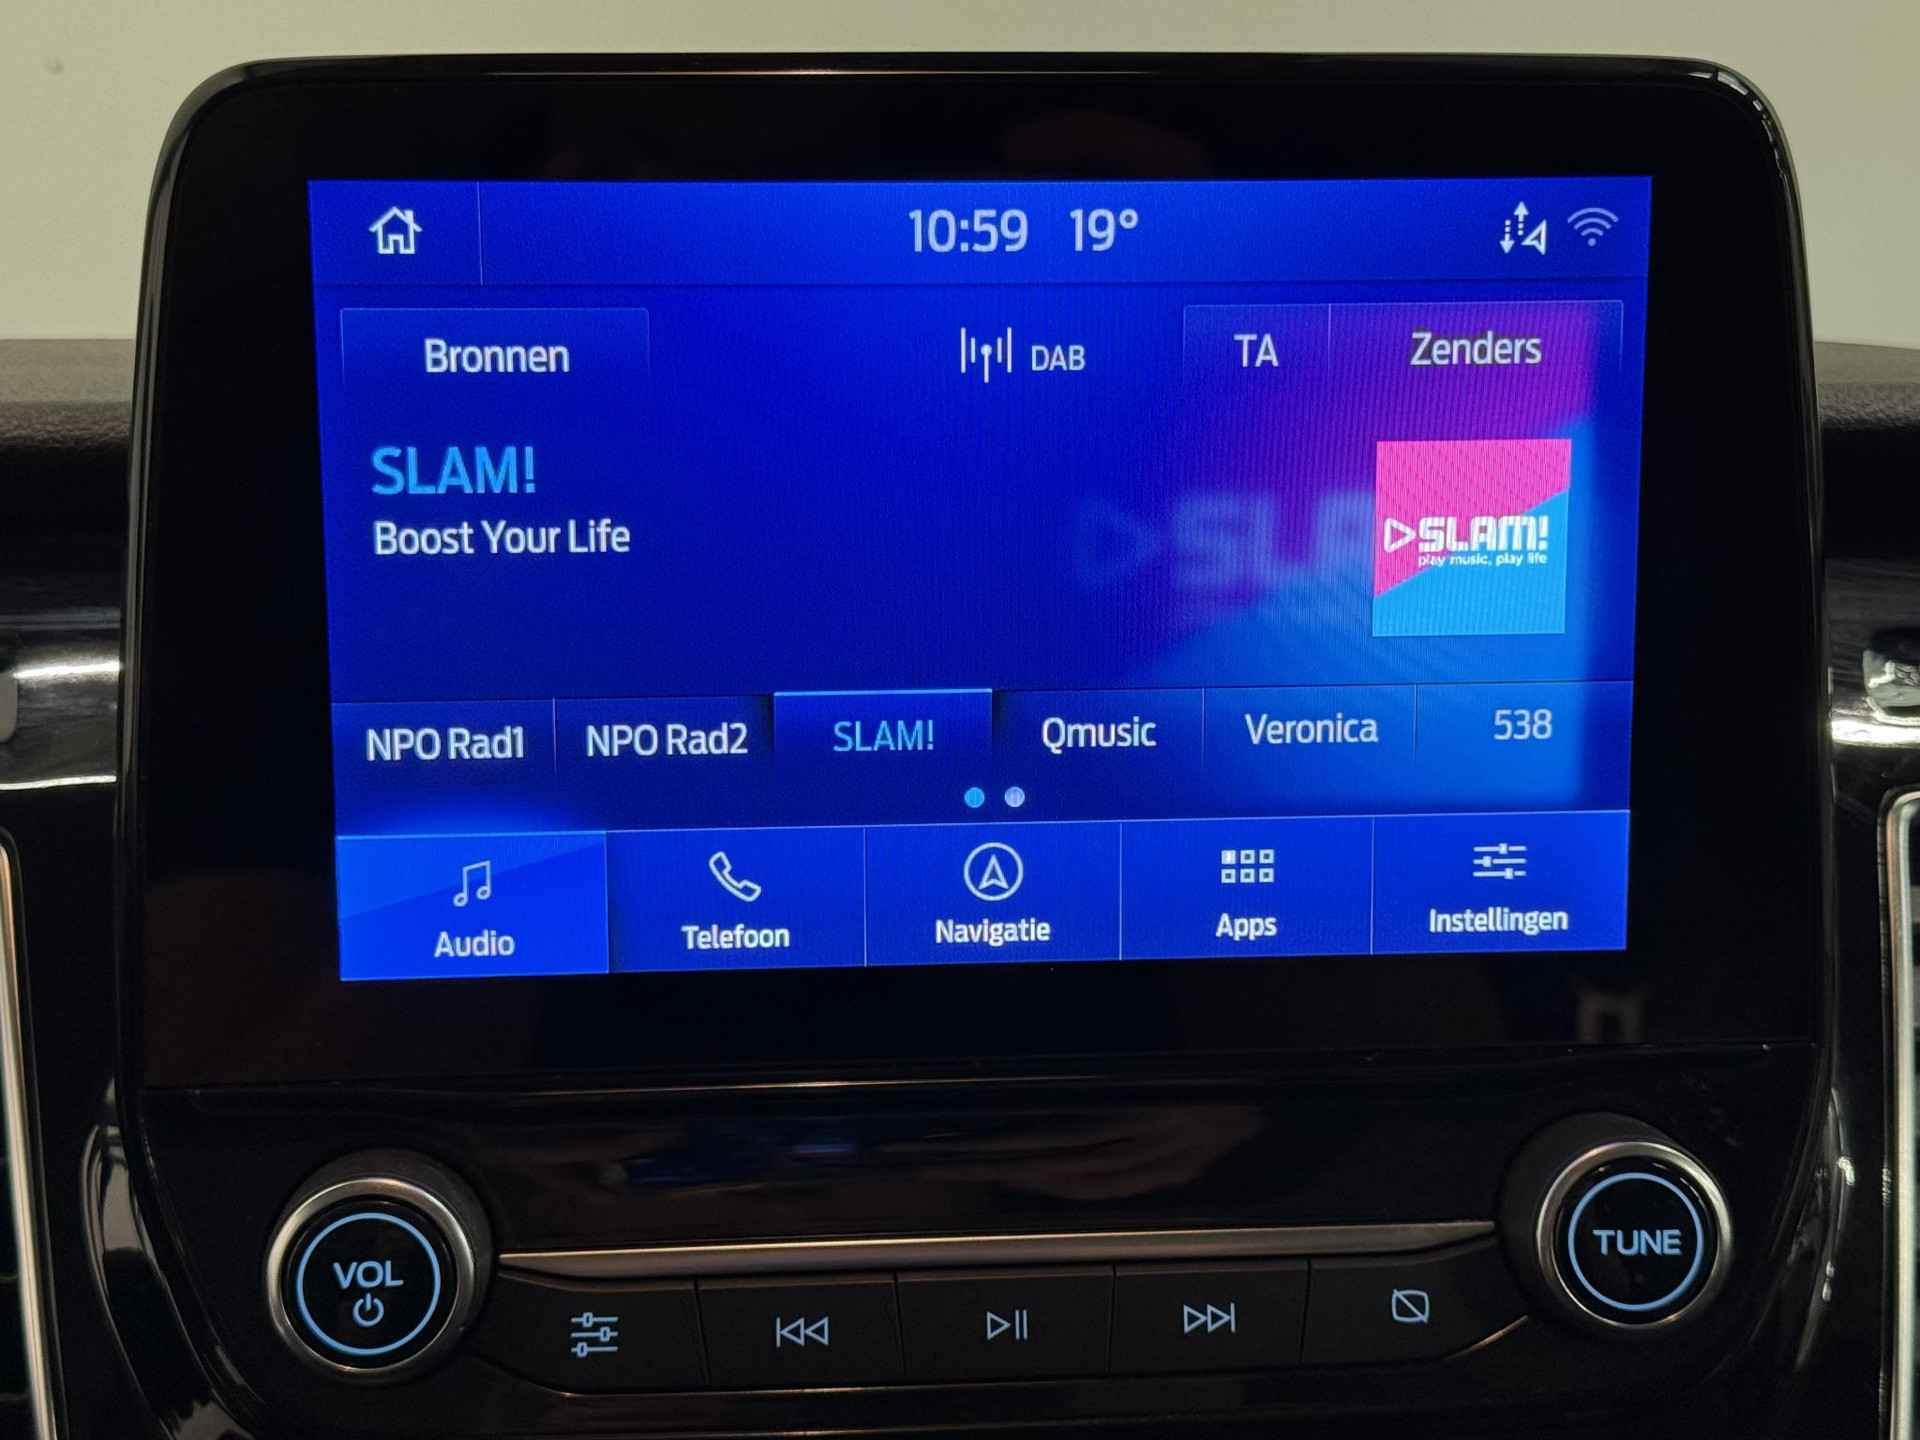 10:59 19°
Bronnen DAB TA Zenders
SLAM!
Boost Your Life
SLAM!
play music, play life
NPO Rad1 NPO Rad2 SLAM! Qmusic Veronica 538
Audio Telefoon Navigatie Apps Instellingen
VOL TUNE